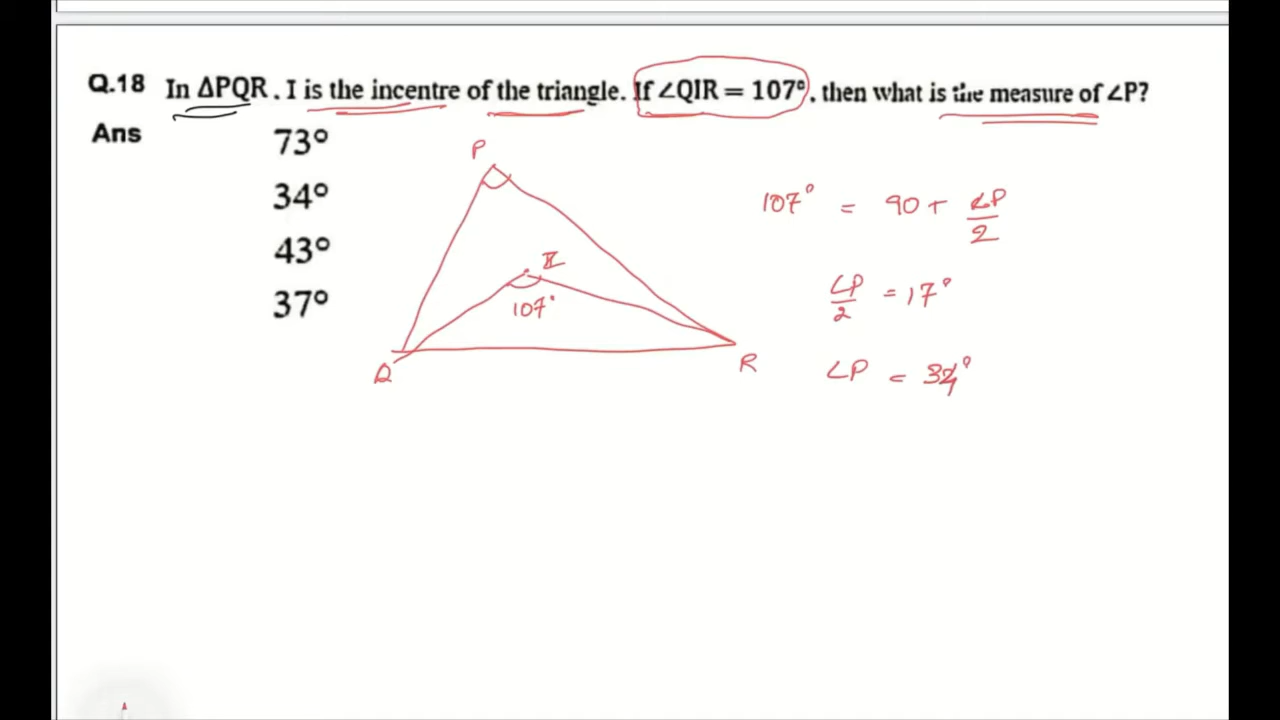 Q.18 In ΔPQR . I is the incentre of the triangle. If ∠QIR = 107°, then what is the measure of ∠P?
Ans
73°
34°
43°
37°
P
I
107°
Q
R
107° = 90 + ∠P/2
∠P/2 = 17°
∠P = 34°